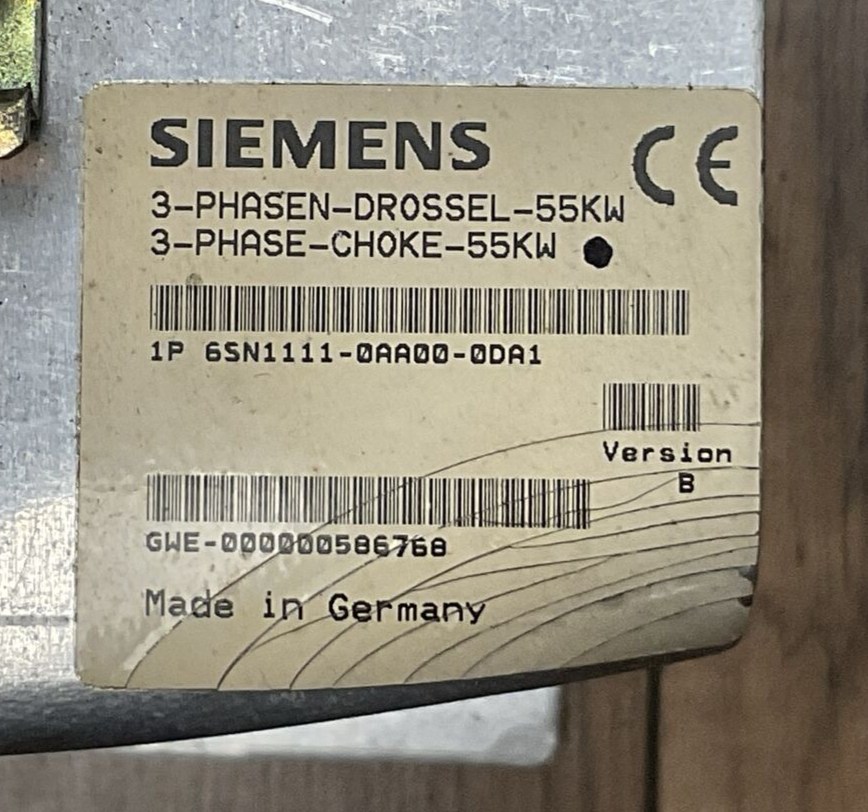 SIEMENS
CE
3-PHASEN-DROSSEL-55KW
3-PHASE-CHOKE-55KW
1P 6SN1111-0AA00-0DA1
Version
B
GWE-000000586768
Made in Germany